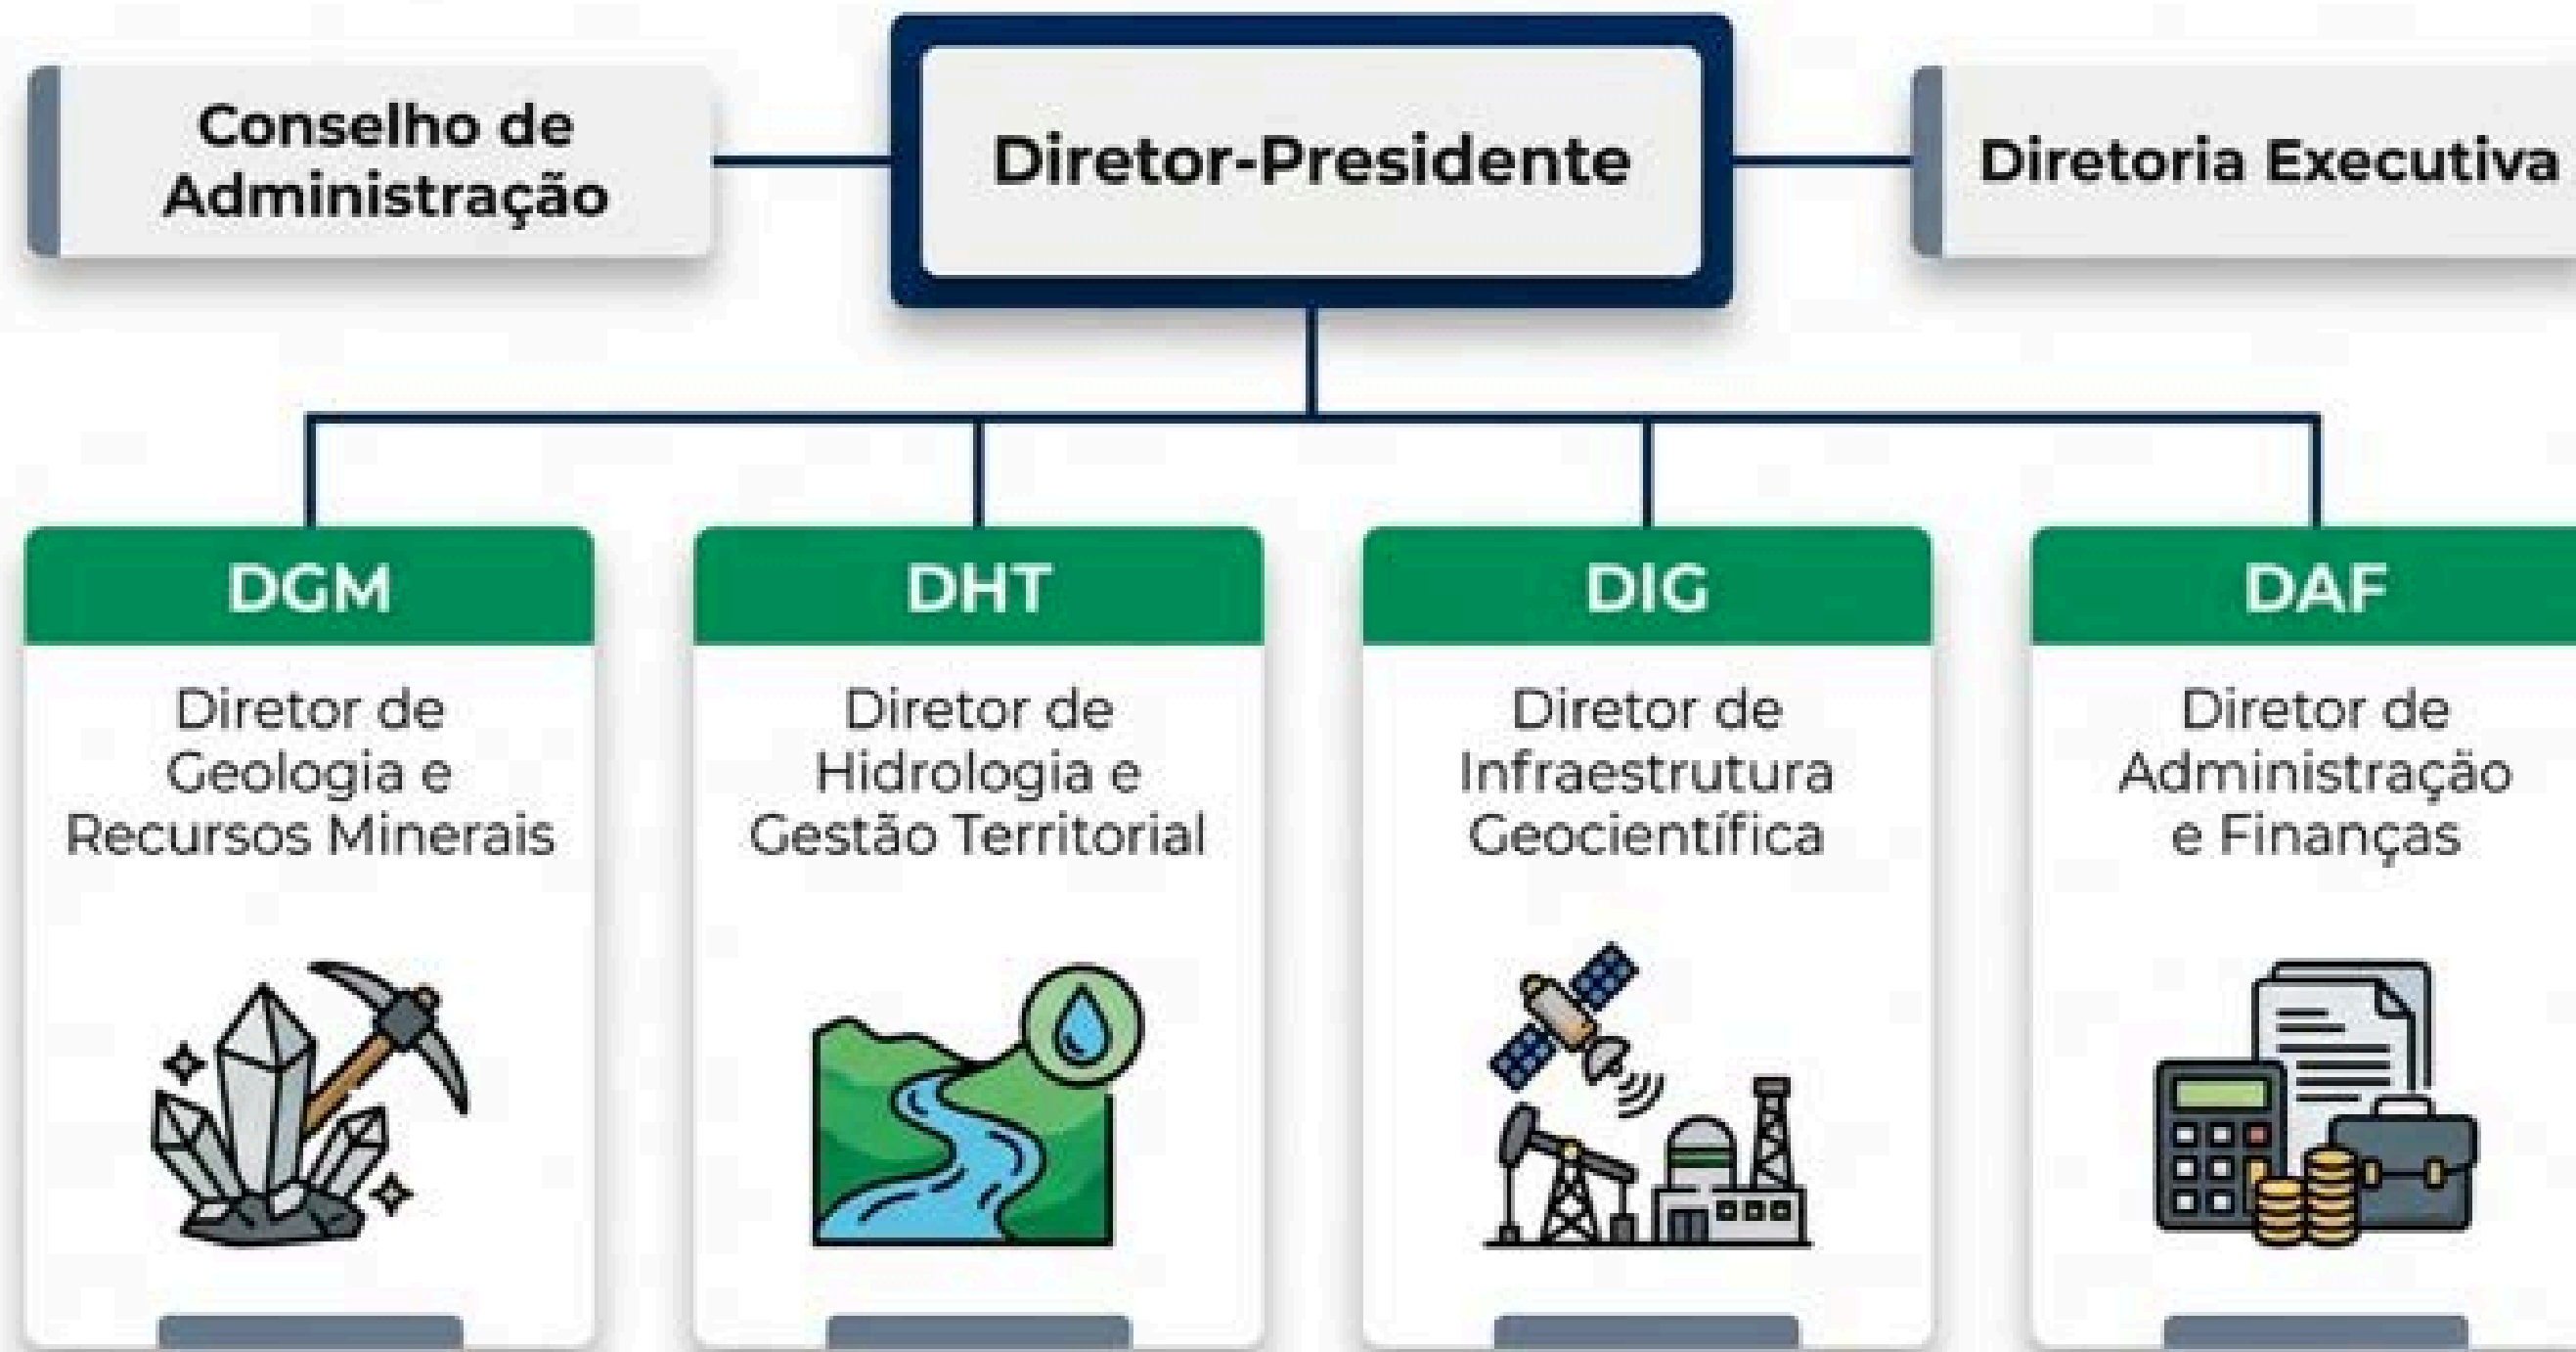 Conselho de
Administração
Diretor-Presidente
Diretoria Executiva
DGM
Diretor de
Geologia e
Recursos Minerais
DHT
Diretor de
Hidrologia e
Gestão Territorial
DIG
Diretor de
Infraestrutura
Geocientífica
DAF
Diretor de
Administração
e Finanças